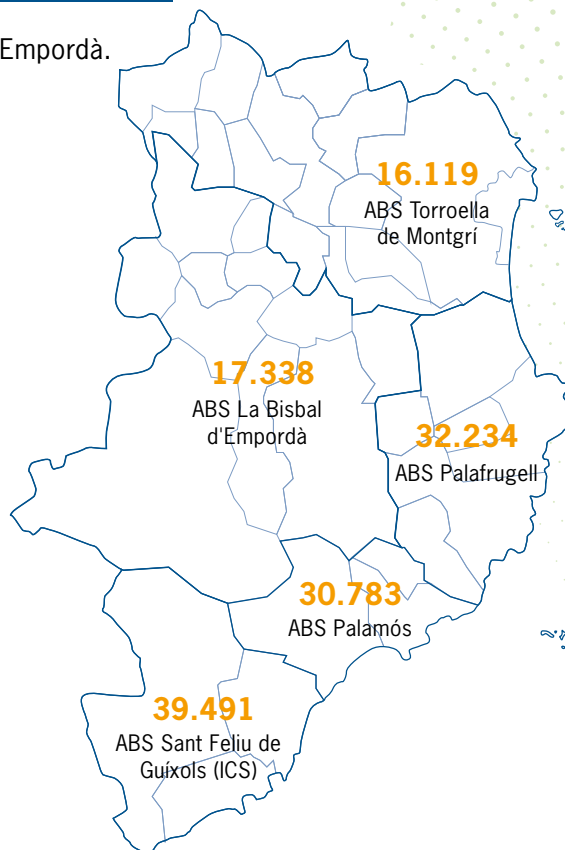 Empordà.
16.119
ABS Torroella
de Montgrí
17.338
ABS La Bisbal
d'Empordà
32.234
ABS Palafrugell
30.783
ABS Palamós
39.491
ABS Sant Feliu de
Guíxols (ICS)